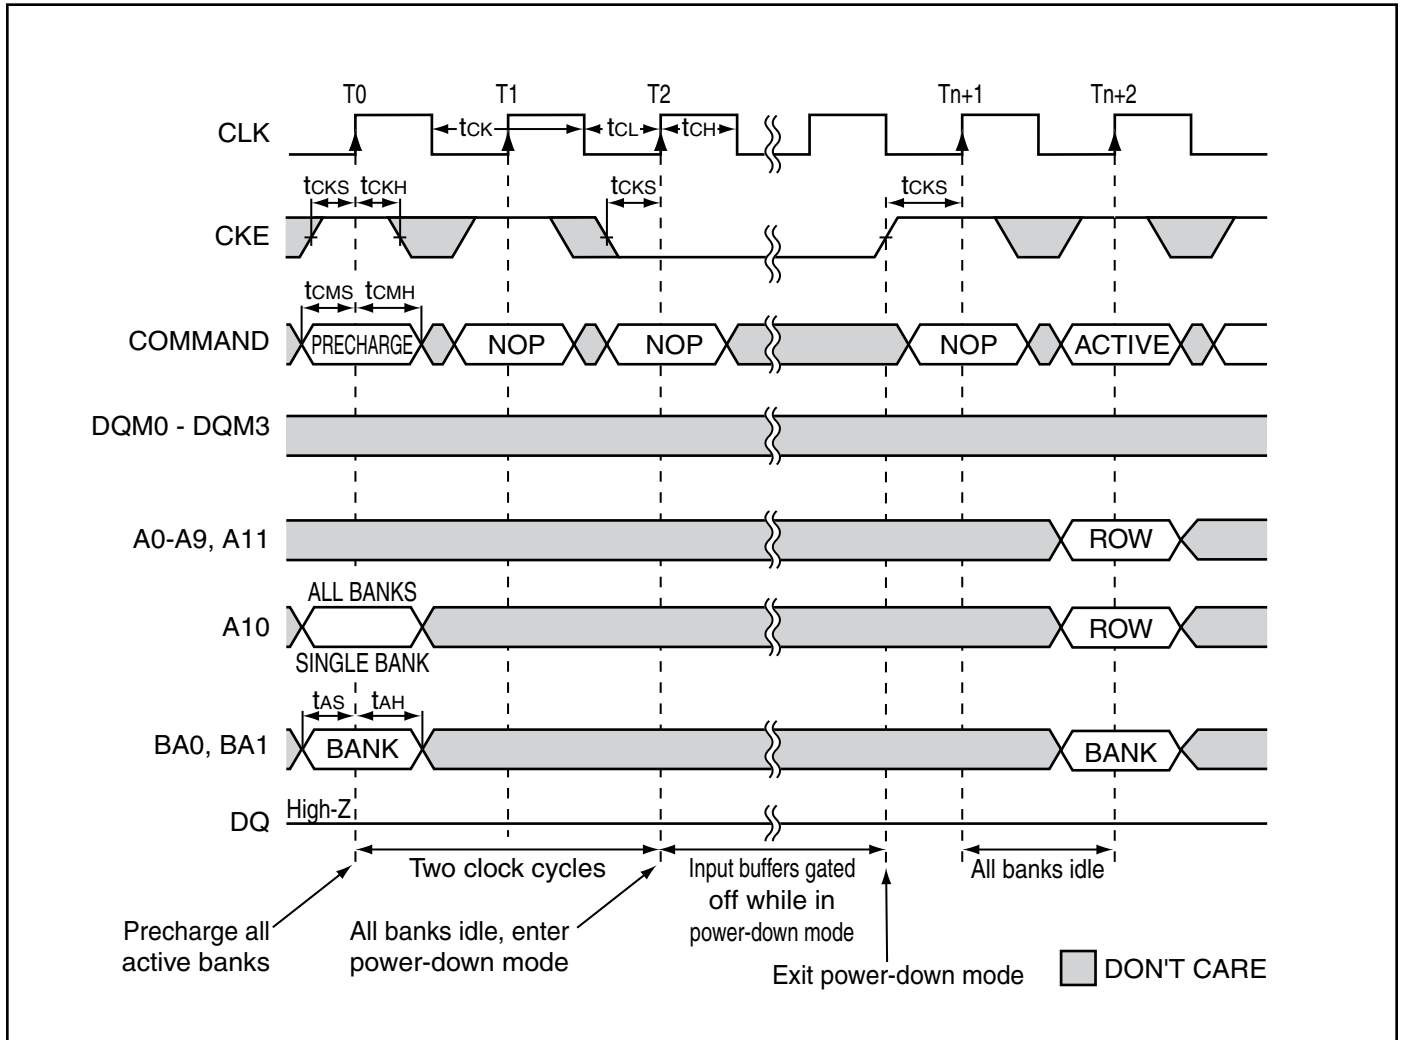 T0 T1 T2 Tn+1 Tn+2
CLK tCK tCL tCH
tCKS tCKH tCKS tCKS
CKE
tCMS tCMH
COMMAND PRECHARGE NOP NOP NOP ACTIVE
DQM0 - DQM3
A0-A9, A11 ROW
ALL BANKS
A10 ROW
SINGLE BANK
tAS tAH
BA0, BA1 BANK BANK
DQ High-Z
Two clock cycles
Input buffers gated
off while in
power-down mode
All banks idle
Precharge all
active banks
All banks idle, enter
power-down mode
Exit power-down mode
DON'T CARE